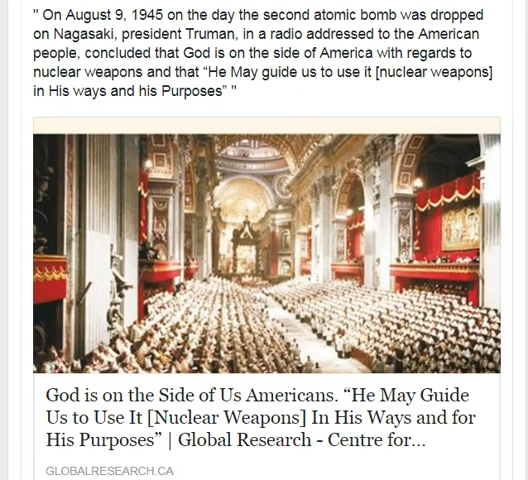 " On August 9, 1945 on the day the second atomic bomb was dropped
on Nagasaki, president Truman, in a radio addressed to the American
people, concluded that God is on the side of America with regards to
nuclear weapons and that “He May guide us to use it [nuclear weapons]
in His ways and his Purposes” "
God is on the Side of Us Americans. “He May Guide
Us to Use It [Nuclear Weapons] In His Ways and for
His Purposes” | Global Research - Centre for...
GLOBALRESEARCH.CA